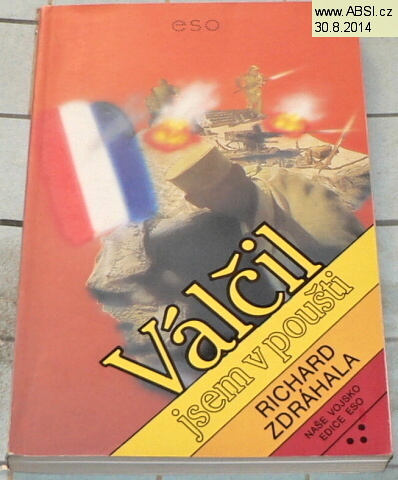 www.ABSI.cz
30.8.2014
eso
Válčil
jsem v poušti
RICHARD
ZDRÁHALA
NAŠE VOJSKO
EDICE ESO